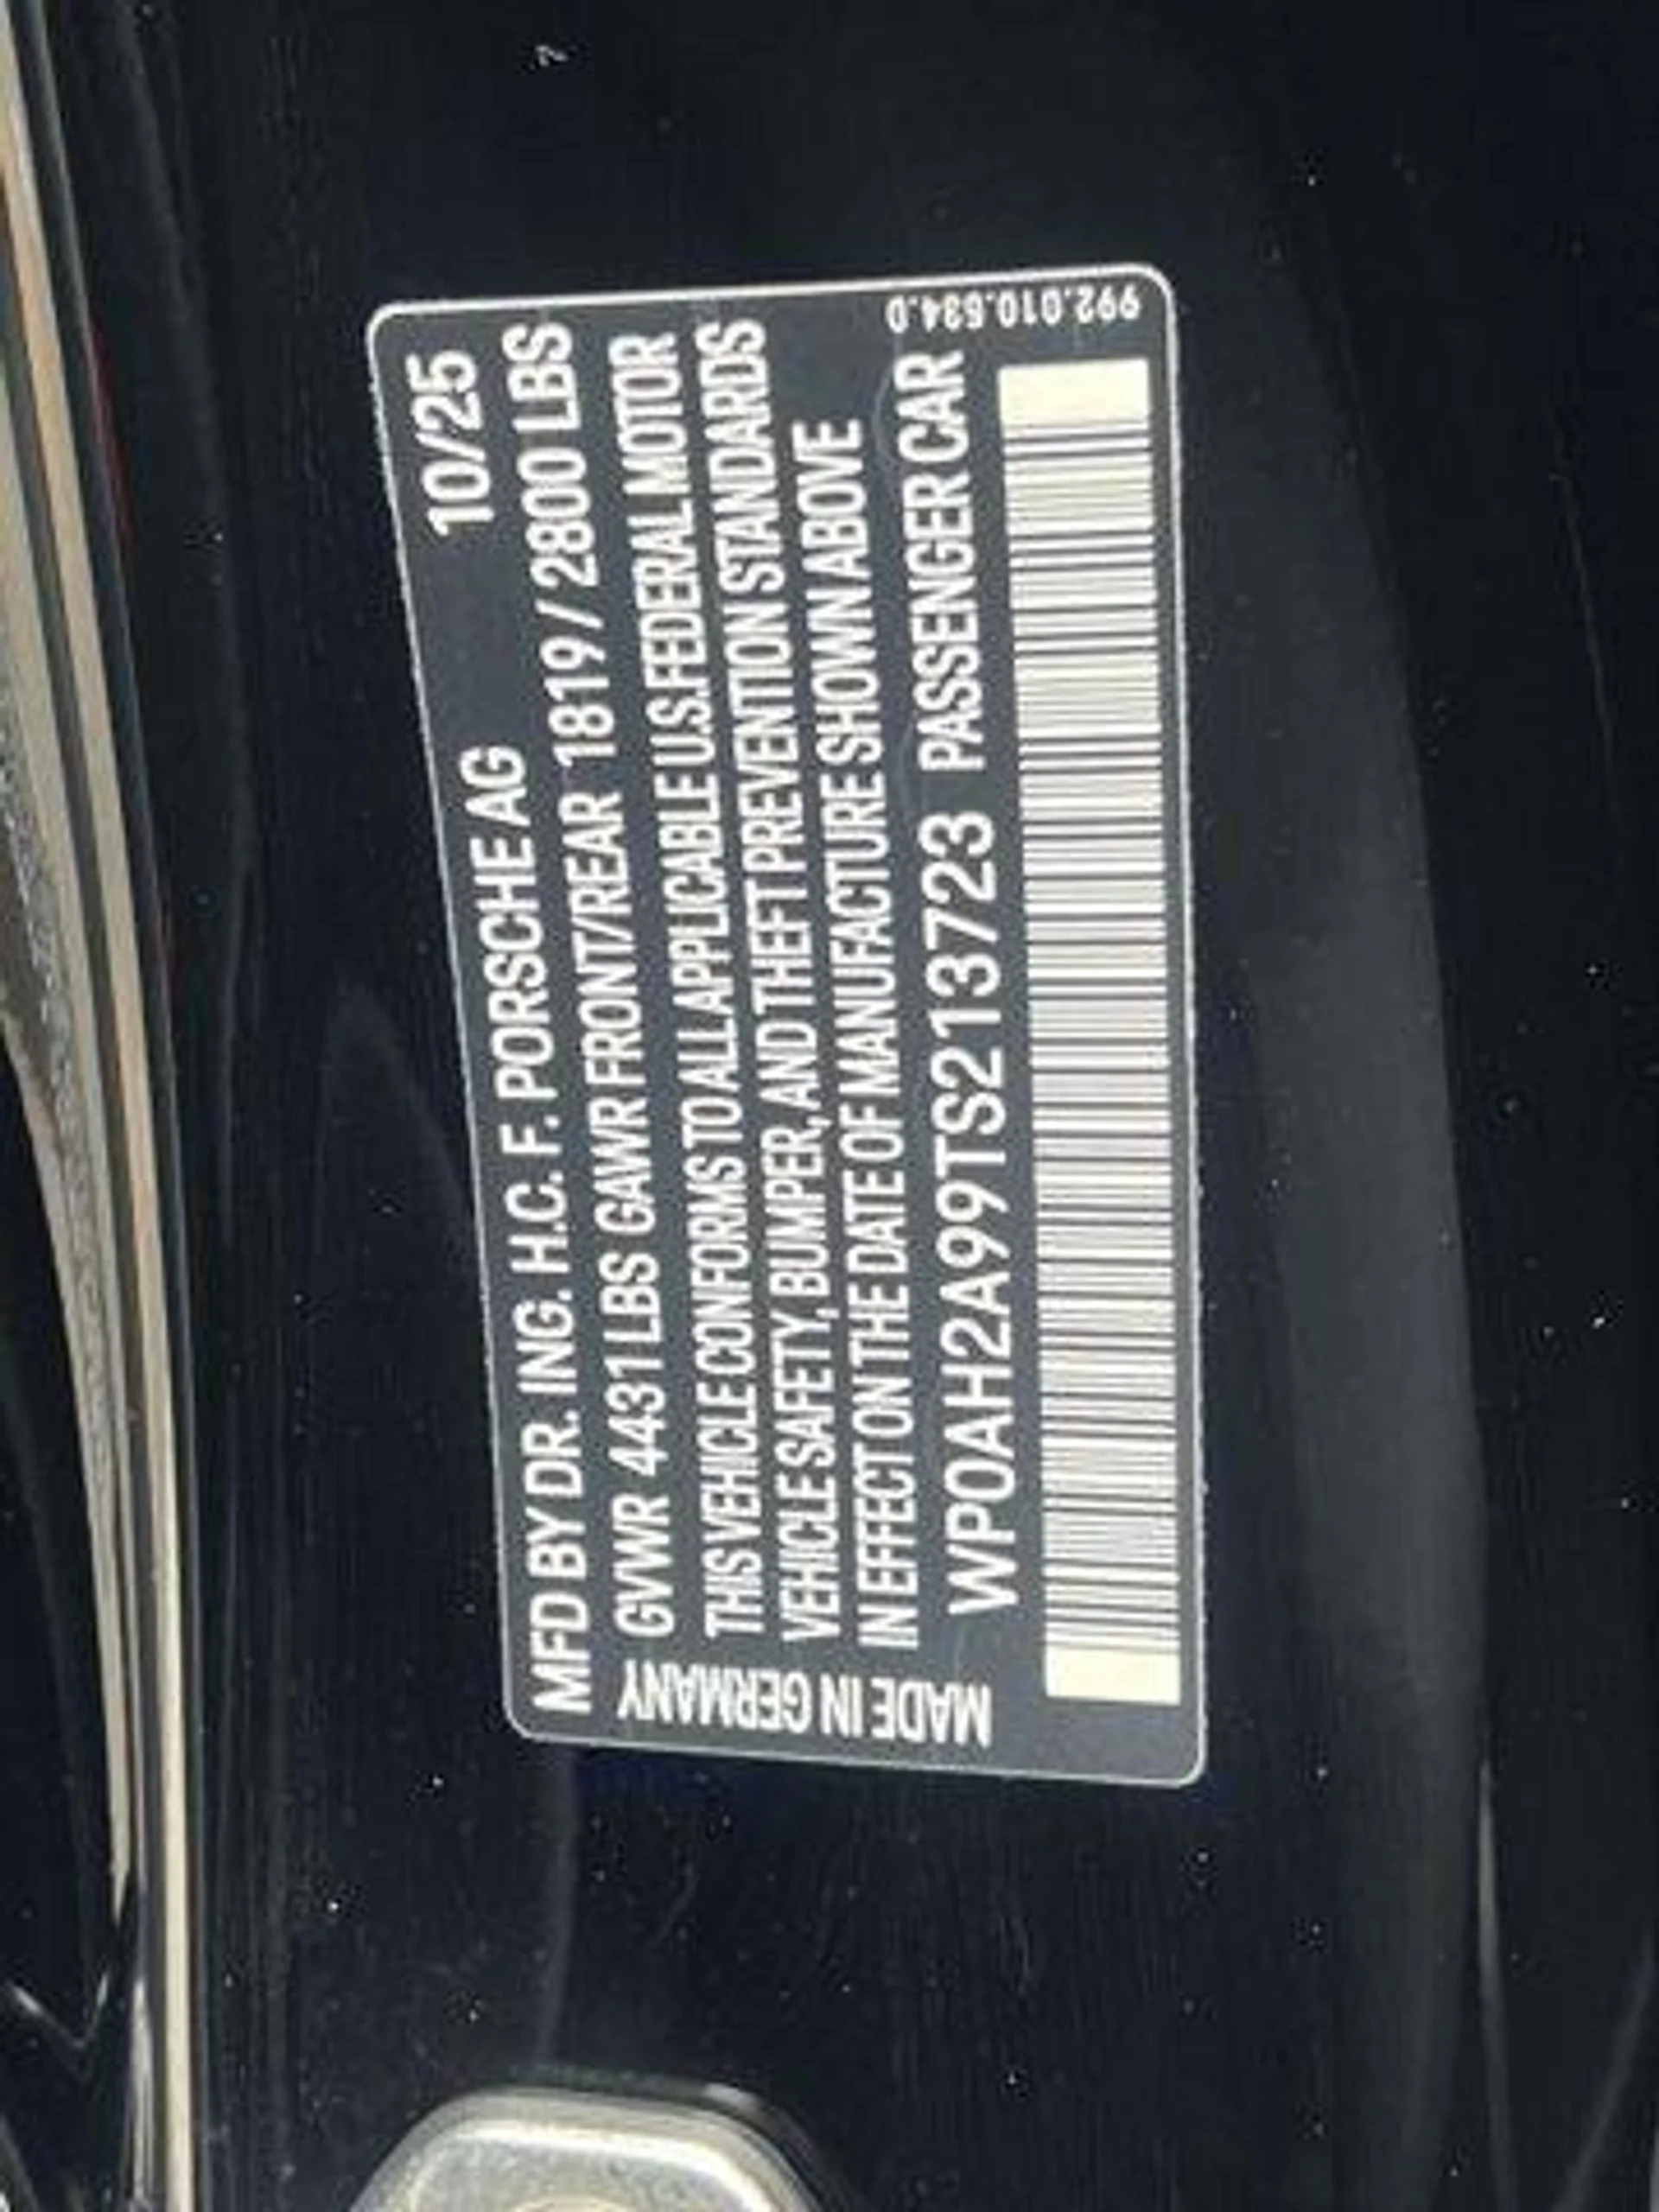 MFD BY DR. ING. H.C. F. PORSCHE AG 10/25
GVWR 4431 LBS GAWR FRONT/REAR 1819 / 2800 LBS
THIS VEHICLE CONFORMS TO ALL APPLICABLE U.S. FEDERAL MOTOR
VEHICLE SAFETY, BUMPER, AND THEFT PREVENTION STANDARDS
IN EFFECT ON THE DATE OF MANUFACTURE SHOWN ABOVE
WP0AH2A99TS213723 PASSENGER CAR
MADE IN GERMANY
992.010.634.D